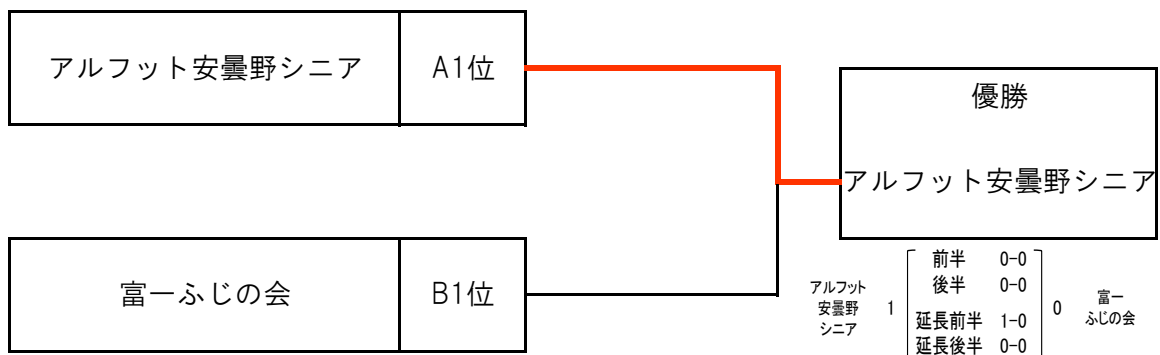 アルフット安曇野シニア A1位
優勝
アルフット安曇野シニア
富一ふじの会 B1位
前半 0-0
後半 0-0
延長前半 1-0
延長後半 0-0
アルフット
安曇野
シニア
1
0
富一
ふじの会